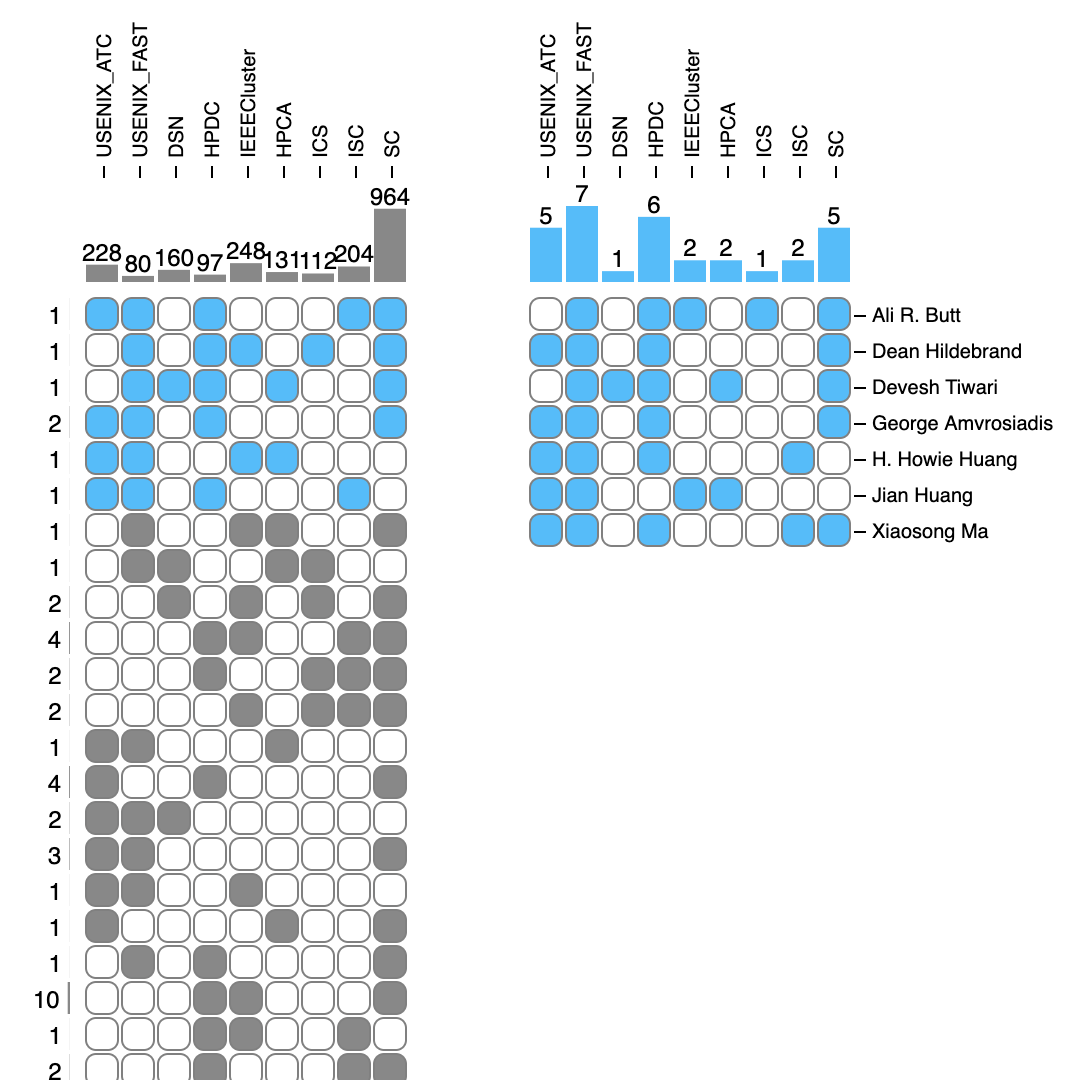 – USENIX_ATC
– USENIX_FAST
– DSN
– HPDC
– IEEECluster
– HPCA
– ICS
– ISC
– SC
228 80 160 97 248 131 112 204 964
1
1
1
2
1
1
1
1
2
4
2
2
1
4
2
3
1
1
1
10
1
2
– USENIX_ATC
– USENIX_FAST
– DSN
– HPDC
– IEEECluster
– HPCA
– ICS
– ISC
– SC
5 7 1 6 2 2 1 2 5
– Ali R. Butt
– Dean Hildebrand
– Devesh Tiwari
– George Amvrosiadis
– H. Howie Huang
– Jian Huang
– Xiaosong Ma